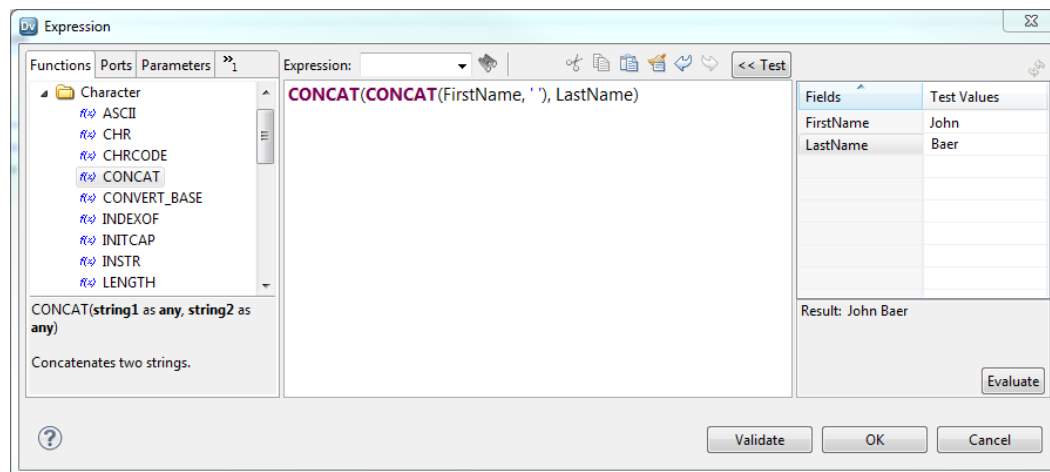 Dv Expression
Functions Ports Parameters »1
Expression:
<< Test
Character
f(x) ASCII
f(x) CHR
f(x) CHRCODE
f(x) CONCAT
f(x) CONVERT_BASE
f(x) INDEXOF
f(x) INITCAP
f(x) INSTR
f(x) LENGTH
CONCAT(string1 as any, string2 as
any)
Concatenates two strings.
CONCAT(CONCAT(FirstName, ' '), LastName)
Fields Test Values
FirstName John
LastName Baer
Result: John Baer
Evaluate
?
Validate OK Cancel